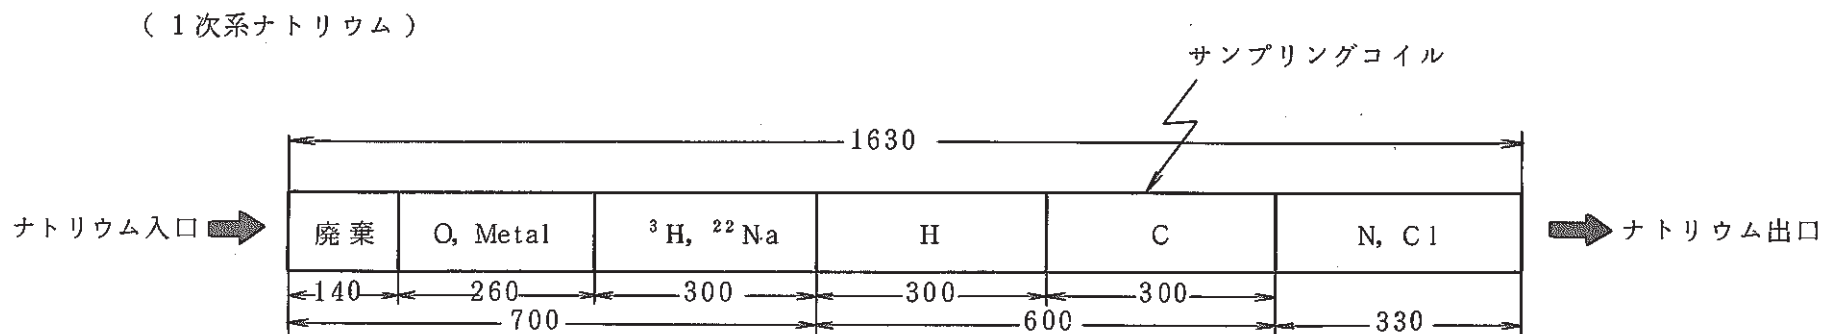 ( 1次系ナトリウム )
サンプリングコイル
1630
ナトリウム入口 廃棄 O, Metal ³H, ²²Na H C N, Cl ナトリウム出口
140 260 300 300 300
700 600 330